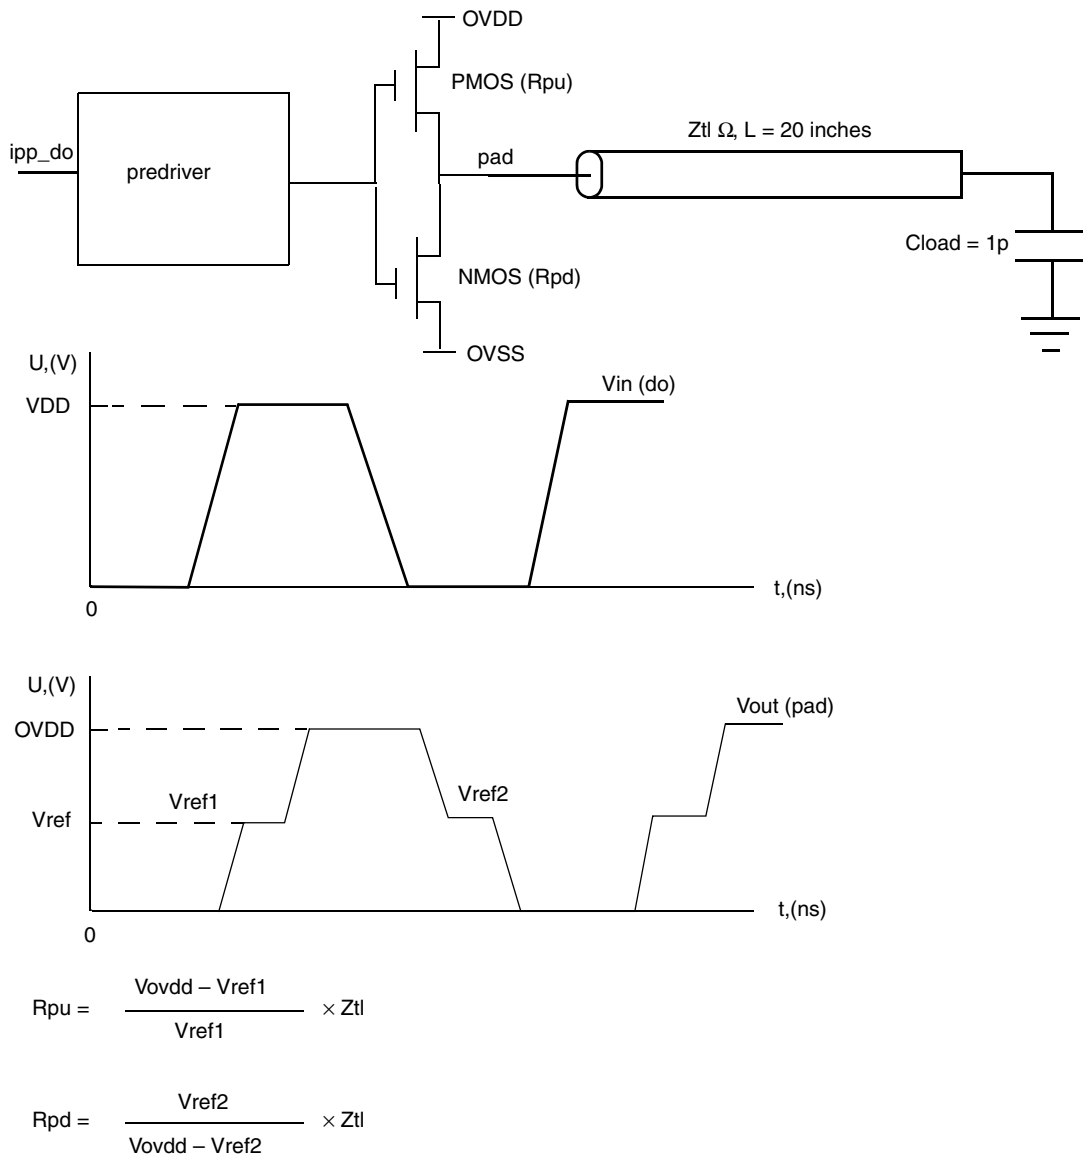 OVDD
PMOS (Rpu)
Ztl Ω, L = 20 inches
ipp_do
predriver
pad
Cload = 1p
NMOS (Rpd)
OVSS
U,(V)
VDD
Vin (do)
t,(ns)
0
U,(V)
OVDD
Vout (pad)
Vref1
Vref2
Vref
t,(ns)
0
Vovdd – Vref1
Rpu = × Ztl
Vref1
Vref2
Rpd = × Ztl
Vovdd – Vref2